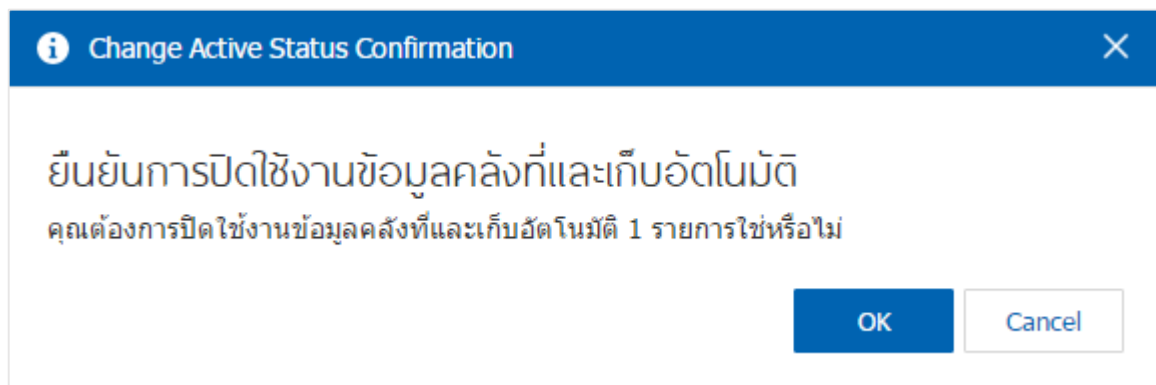 Change Active Status Confirmation
ยืนยันการปิดใช้งานข้อมูลคลังที่และเก็บอัตโนมัติ
คุณต้องการปิดใช้งานข้อมูลคลังที่และเก็บอัตโนมัติ 1 รายการใช่หรือไม่
OK
Cancel